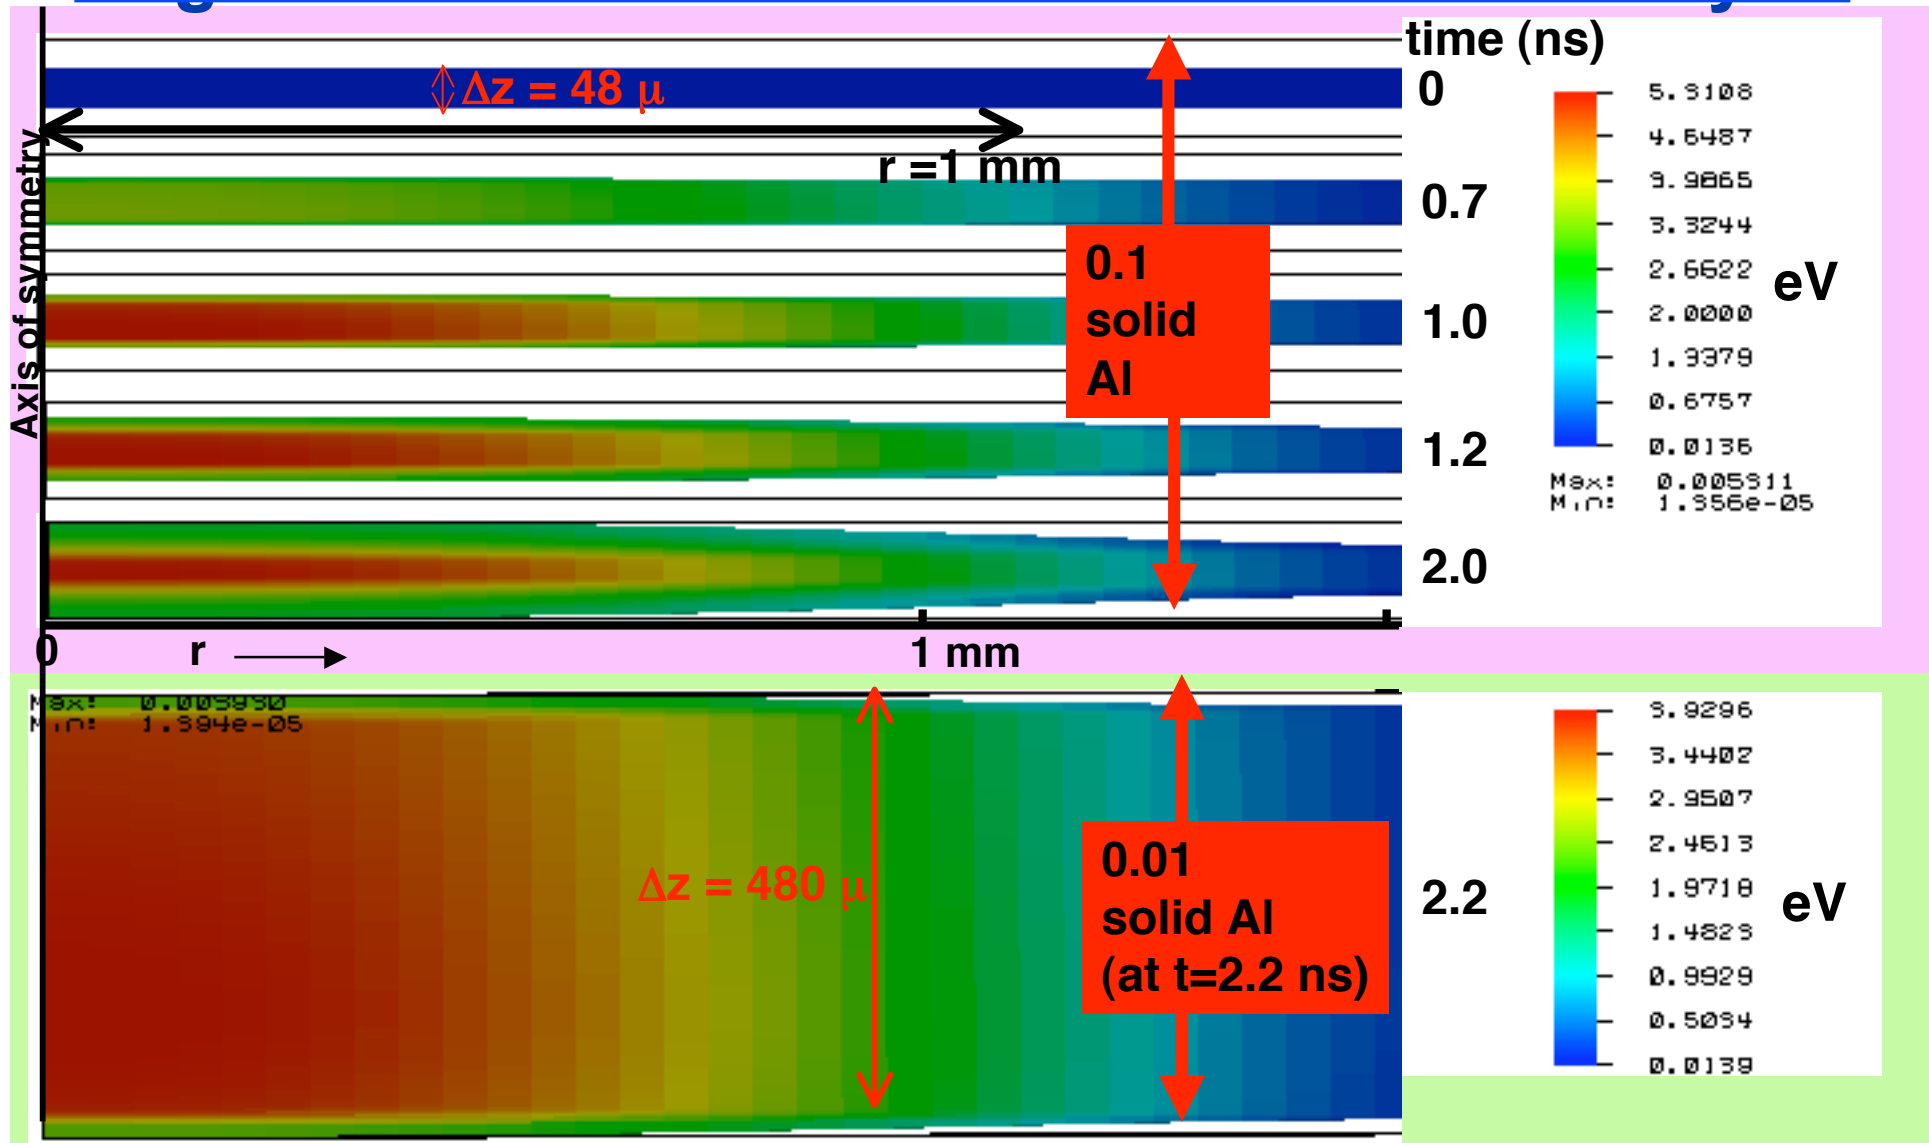 time (ns)
Δz = 48 μ
0
r =1 mm
Axis of symmetry
0.7
0.1
solid
Al
1.0
1.2
2.0
5.3108
4.6487
3.9865
3.3244
2.6622
2.0000
1.3379
0.6757
0.0136
eV
Max: 0.005311
Min: 1.356e-05
0
r
1 mm
Max: 0.003930
Min: 1.394e-05
Δz = 480 μ
0.01
solid Al
(at t=2.2 ns)
2.2
3.9296
3.4402
2.9507
2.4613
1.9718
1.4823
0.9929
0.5034
0.0139
eV